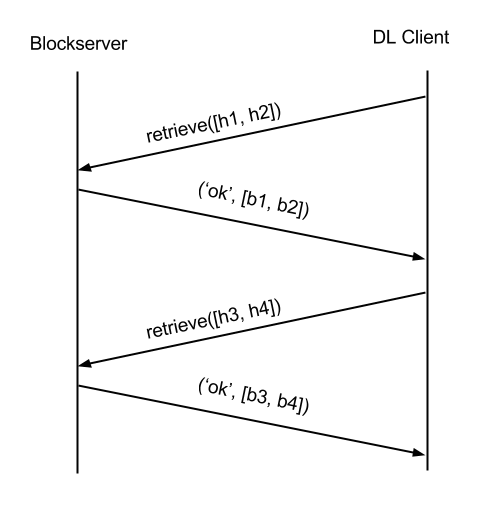 Blockserver
DL Client
retrieve([h1, h2])
(‘ok’, [b1, b2])
retrieve([h3, h4])
(‘ok’, [b3, b4])